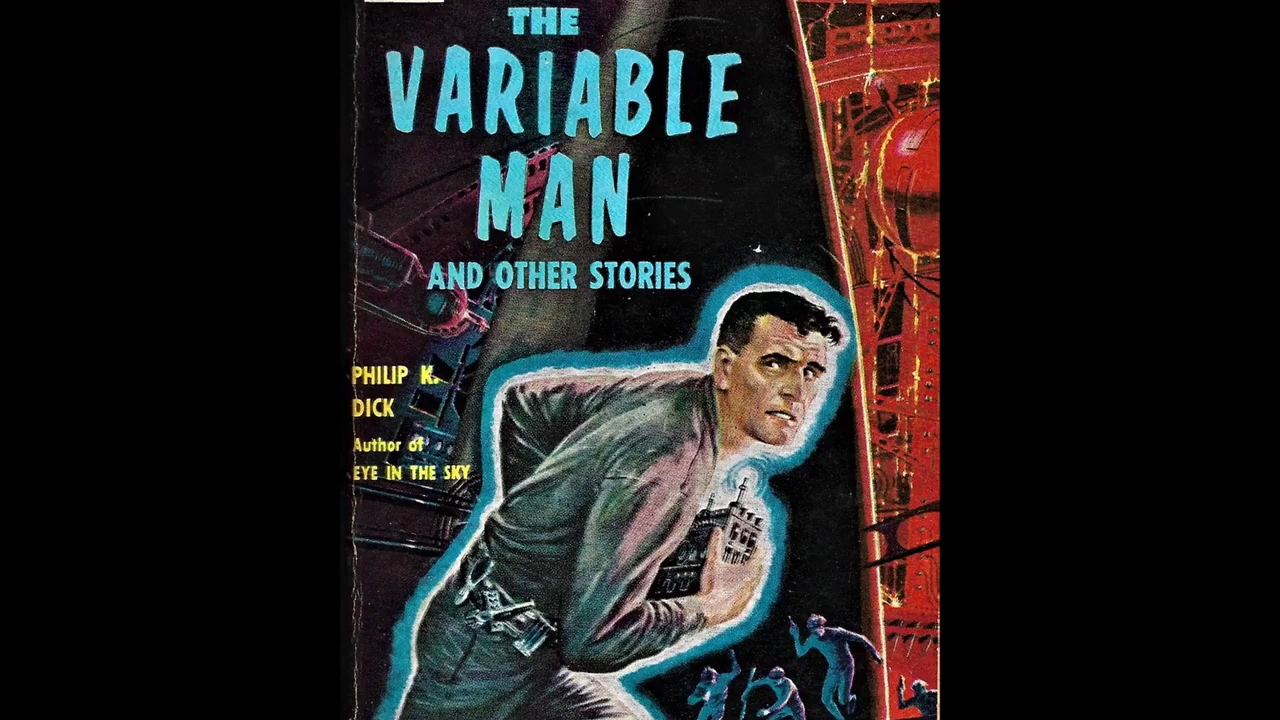 THE
VARIABLE
MAN
AND OTHER STORIES
PHILIP K.
DICK
Author of
EYE IN THE SKY